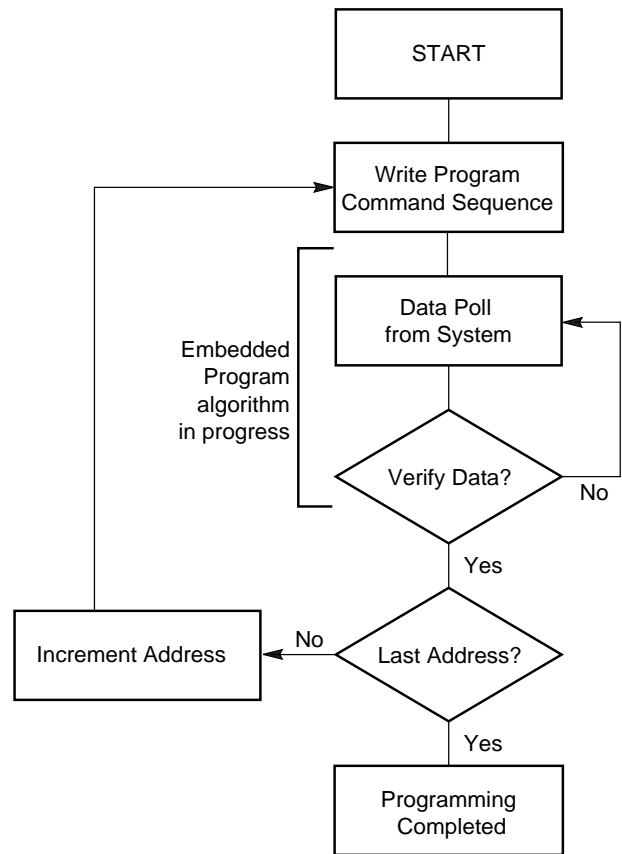 START
Write Program
Command Sequence
Data Poll
from System
Embedded
Program
algorithm
in progress
Verify Data?
No
Yes
Increment Address
No
Last Address?
Yes
Programming
Completed